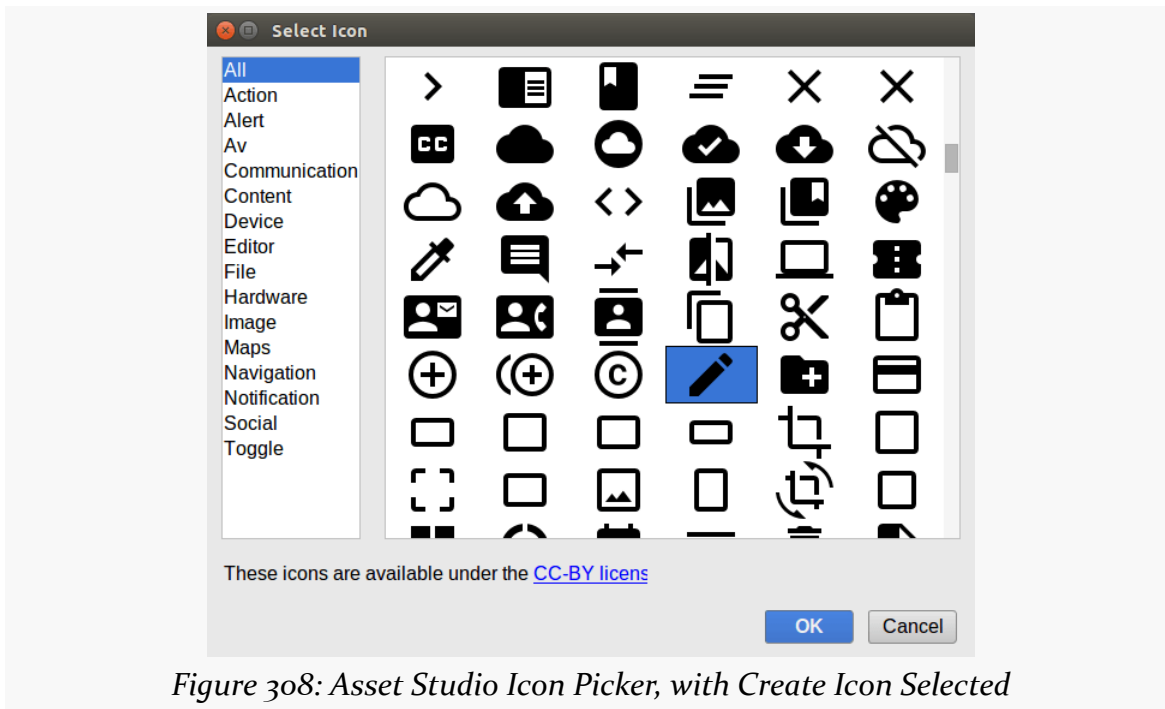 Select Icon
All
Action
Alert
Av
Communication
Content
Device
Editor
File
Hardware
Image
Maps
Navigation
Notification
Social
Toggle
CC
C
These icons are available under the CC-BY licens
OK
Cancel
Figure 308: Asset Studio Icon Picker, with Create Icon Selected